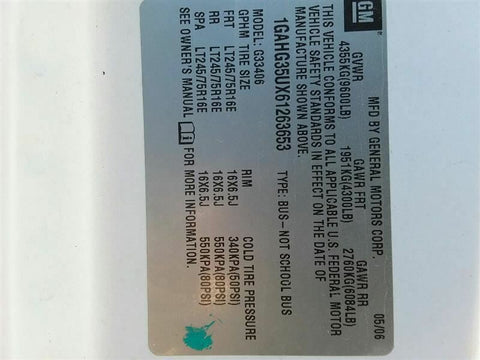 GM
MFD BY GENERAL MOTORS CORP. 05/06
GVWR GAWR FRT GAWR RR
4355KG(9600LB) 1951KG(4300LB) 2760KG(6084LB)
THIS VEHICLE CONFORMS TO ALL APPLICABLE U.S. FEDERAL MOTOR
VEHICLE SAFETY STANDARDS IN EFFECT ON THE DATE OF
MANUFACTURE SHOWN ABOVE.
1GAHG35UX61263653 TYPE: BUS-NOT SCHOOL BUS
MODEL: G33406
GPHM TIRE SIZE RIM COLD TIRE PRESSURE
FRT LT245/75R16E 16X6.5J 340KPA(50PSI)
RR LT245/75R16E 16X6.5J 550KPA(80PSI)
SPA LT245/75R16E 16X6.5J 550KPA(80PSI)
SEE OWNER'S MANUAL FOR MORE INFORMATION